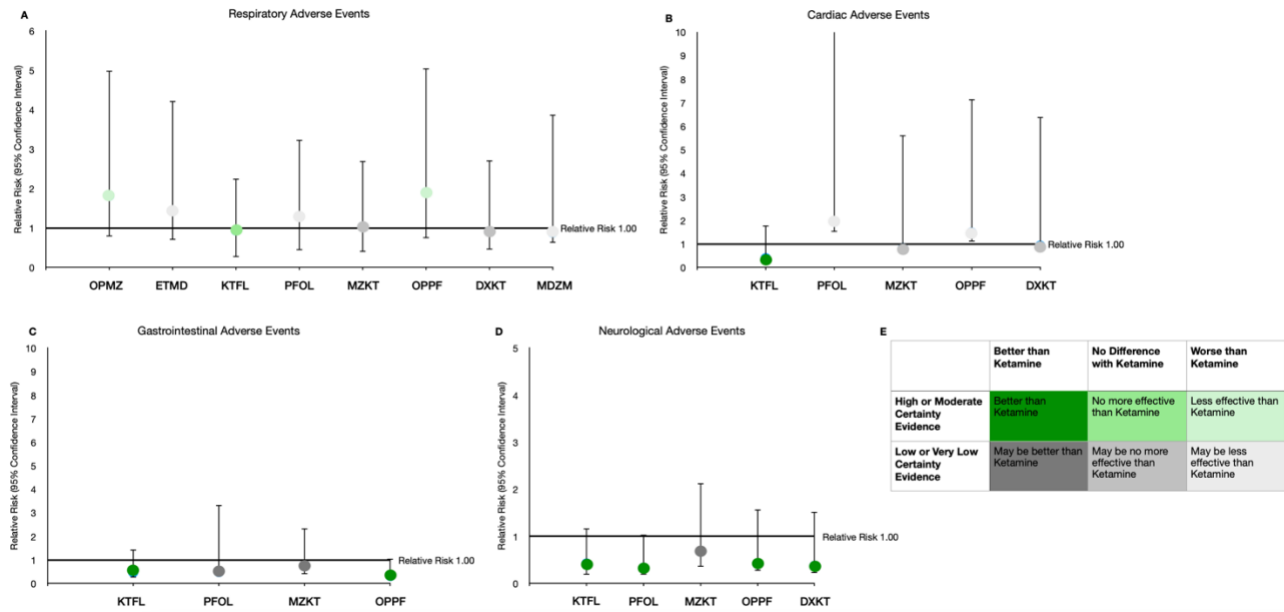 A
Respiratory Adverse Events
Relative Risk (95% Confidence Interval)
6
5
4
3
2
1
0
Relative Risk 1.00
OPMZ ETMD KTFL PFOL MZKT OPPF DXKT MDZM
B
Cardiac Adverse Events
Relative Risk (95% Confidence Interval)
10
9
8
7
6
5
4
3
2
1
0
Relative Risk 1.00
KTFL PFOL MZKT OPPF DXKT
C
Gastrointestinal Adverse Events
Relative Risk (95% Confidence Interval)
10
9
8
7
6
5
4
3
2
1
0
Relative Risk 1.00
KTFL PFOL MZKT OPPF
D
Neurological Adverse Events
Relative Risk (95% Confidence Interval)
5
4
3
2
1
0
Relative Risk 1.00
KTFL PFOL MZKT OPPF DXKT
E
Better than
Ketamine
No Difference
with Ketamine
Worse than
Ketamine
High or Moderate
Certainty
Evidence
Better than
Ketamine
No more effective
than Ketamine
Less effective than
Ketamine
Low or Very Low
Certainty
Evidence
May be better than
Ketamine
May be no more
effective than
Ketamine
May be less
effective than
Ketamine